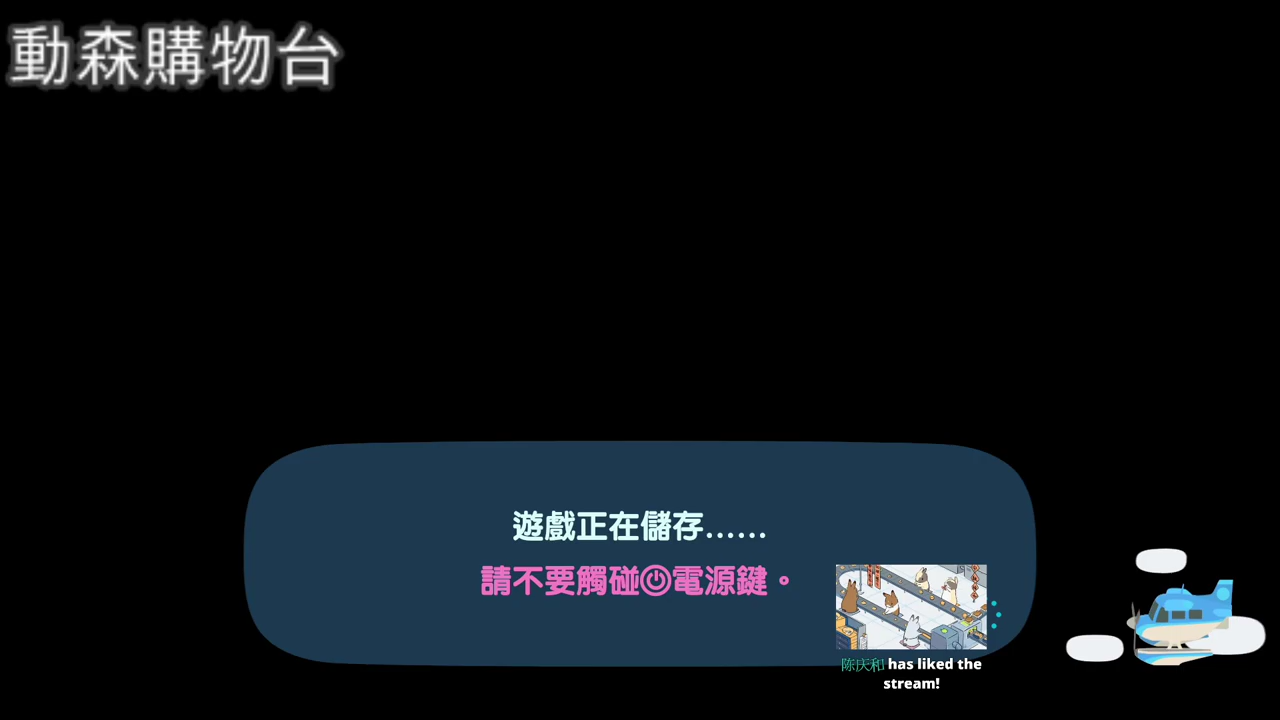 動森購物台
遊戲正在儲存……
請不要觸碰⏻電源鍵。
陈庆和 has liked the
stream!